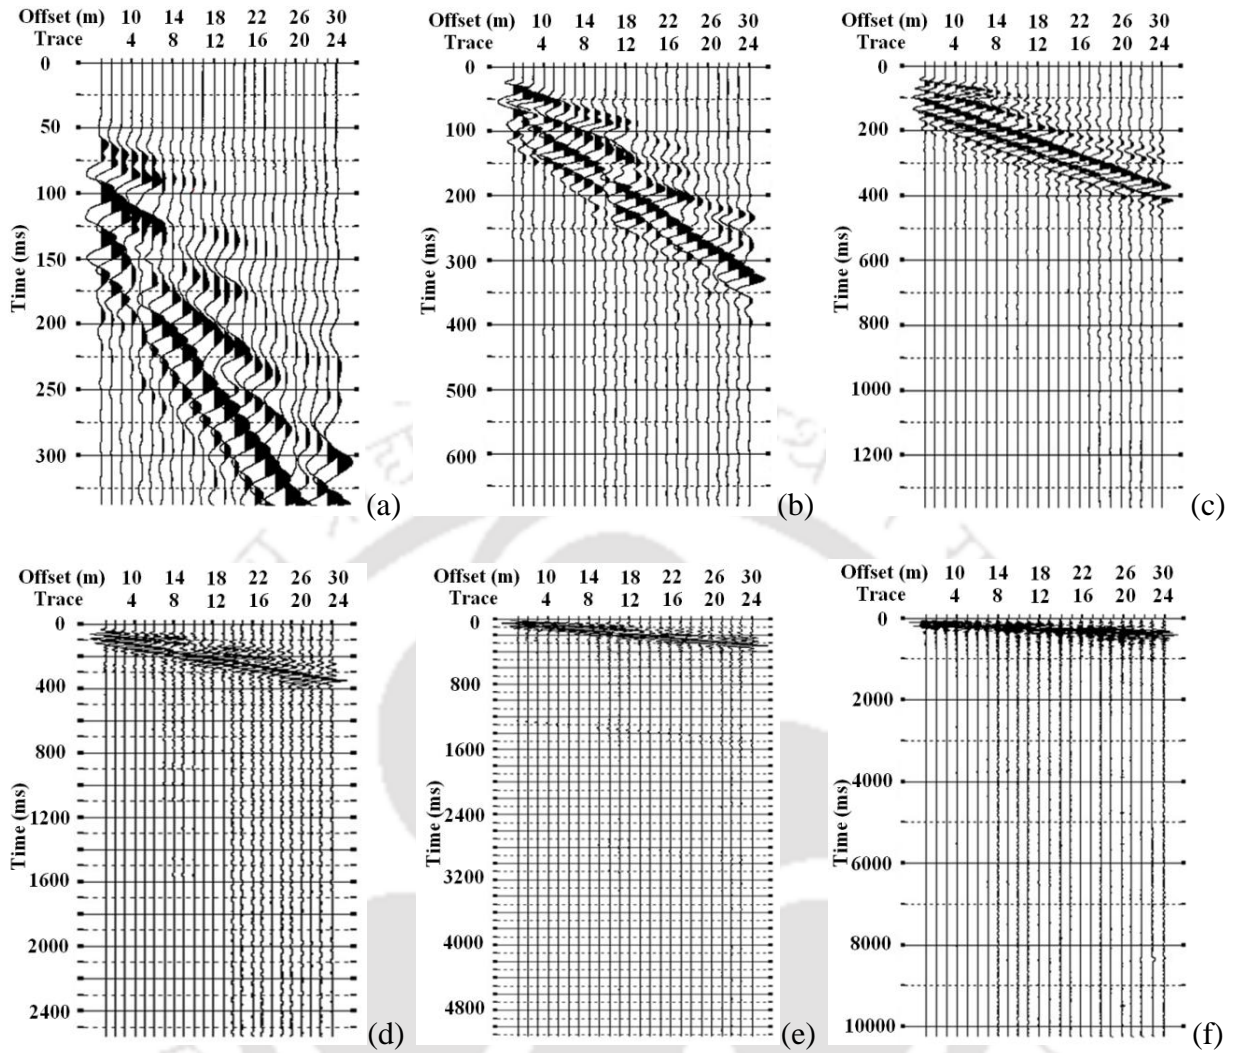 Offset (m) 10 14 18 22 26 30
Trace 4 8 12 16 20 24
0
50
100
150
200
250
300
Time (ms)
(a)
Offset (m) 10 14 18 22 26 30
Trace 4 8 12 16 20 24
0
100
200
300
400
500
600
Time (ms)
(b)
Offset (m) 10 14 18 22 26 30
Trace 4 8 12 16 20 24
0
200
400
600
800
1000
1200
Time (ms)
(c)
Offset (m) 10 14 18 22 26 30
Trace 4 8 12 16 20 24
0
400
800
1200
1600
2000
2400
Time (ms)
(d)
Offset (m) 10 14 18 22 26 30
Trace 4 8 12 16 20 24
0
800
1600
2400
3200
4000
4800
Time (ms)
(e)
Offset (m) 10 14 18 22 26 30
Trace 4 8 12 16 20 24
0
2000
4000
6000
8000
10000
Time (ms)
(f)